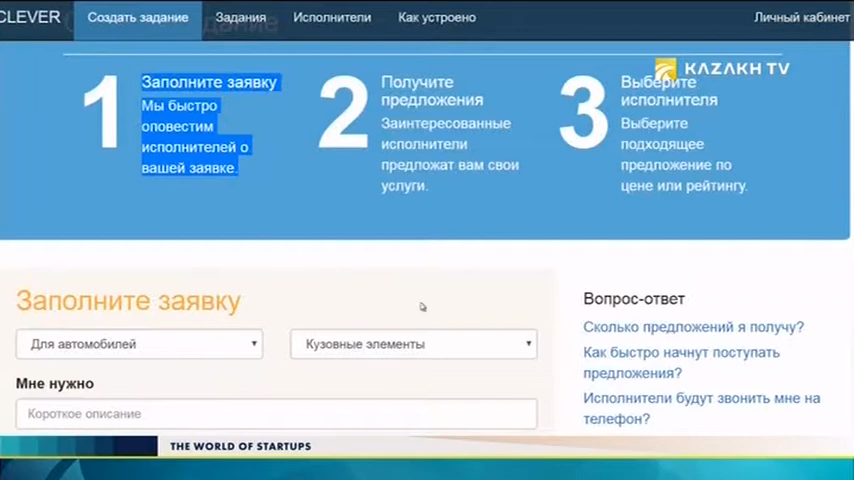 CLEVER
Создать задание
Задания
Исполнители
Как устроено
Личный кабинет
KAZAKH TV
1
Заполните заявку
Мы быстро
оповестим
исполнителей о
вашей заявке.
2
Получите
предложения
Заинтересованные
исполнители
предложат вам свои
услуги.
3
Выберите
исполнителя
Выберите
подходящее
предложение по
цене или рейтингу.
Заполните заявку
Для автомобилей
Кузовные элементы
Мне нужно
Короткое описание
Вопрос-ответ
Сколько предложений я получу?
Как быстро начнут поступать
предложения?
Исполнители будут звонить мне на
телефон?
THE WORLD OF STARTUPS